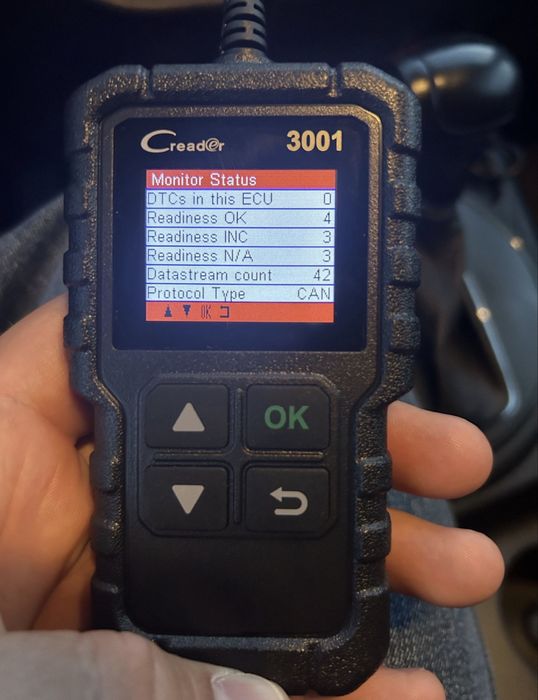 Creader 3001
Monitor Status
DTCs in this ECU 0
Readiness OK 4
Readiness INC 3
Readiness N/A 3
Datastream count 42
Protocol Type CAN
OK
OK